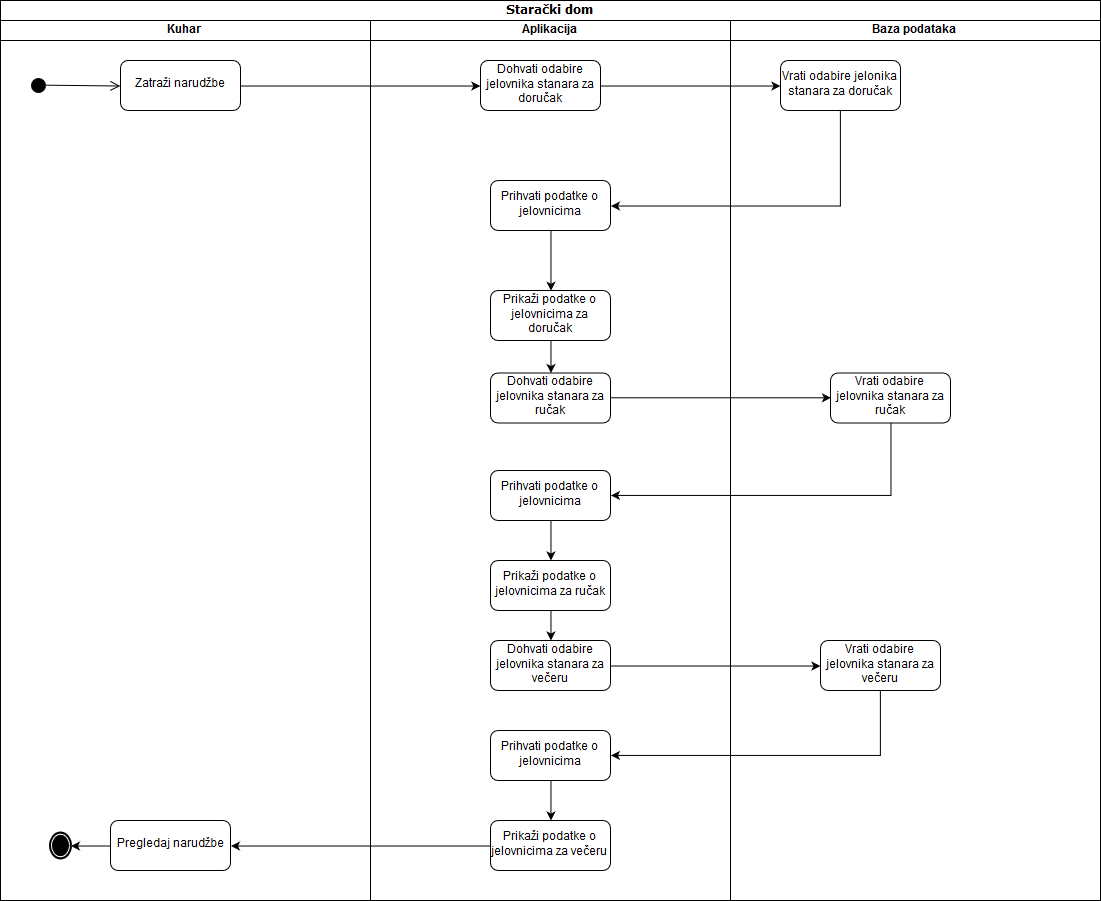 Starački dom
Kuhar
Aplikacija
Baza podataka
Zatraži narudžbe
Dohvati odabire
jelovnika stanara za
doručak
Vrati odabire jelonika
stanara za doručak
Prihvati podatke o
jelovnicima
Prikaži podatke o
jelovnicima za
doručak
Dohvati odabire
jelovnika stanara za
ručak
Vrati odabire
jelovnika stanara za
ručak
Prihvati podatke o
jelovnicima
Prikaži podatke o
jelovnicima za ručak
Dohvati odabire
jelovnika stanara za
večeru
Vrati odabire
jelovnika stanara za
večeru
Prihvati podatke o
jelovnicima
Prikaži podatke o
jelovnicima za večeru
Pregledaj narudžbe